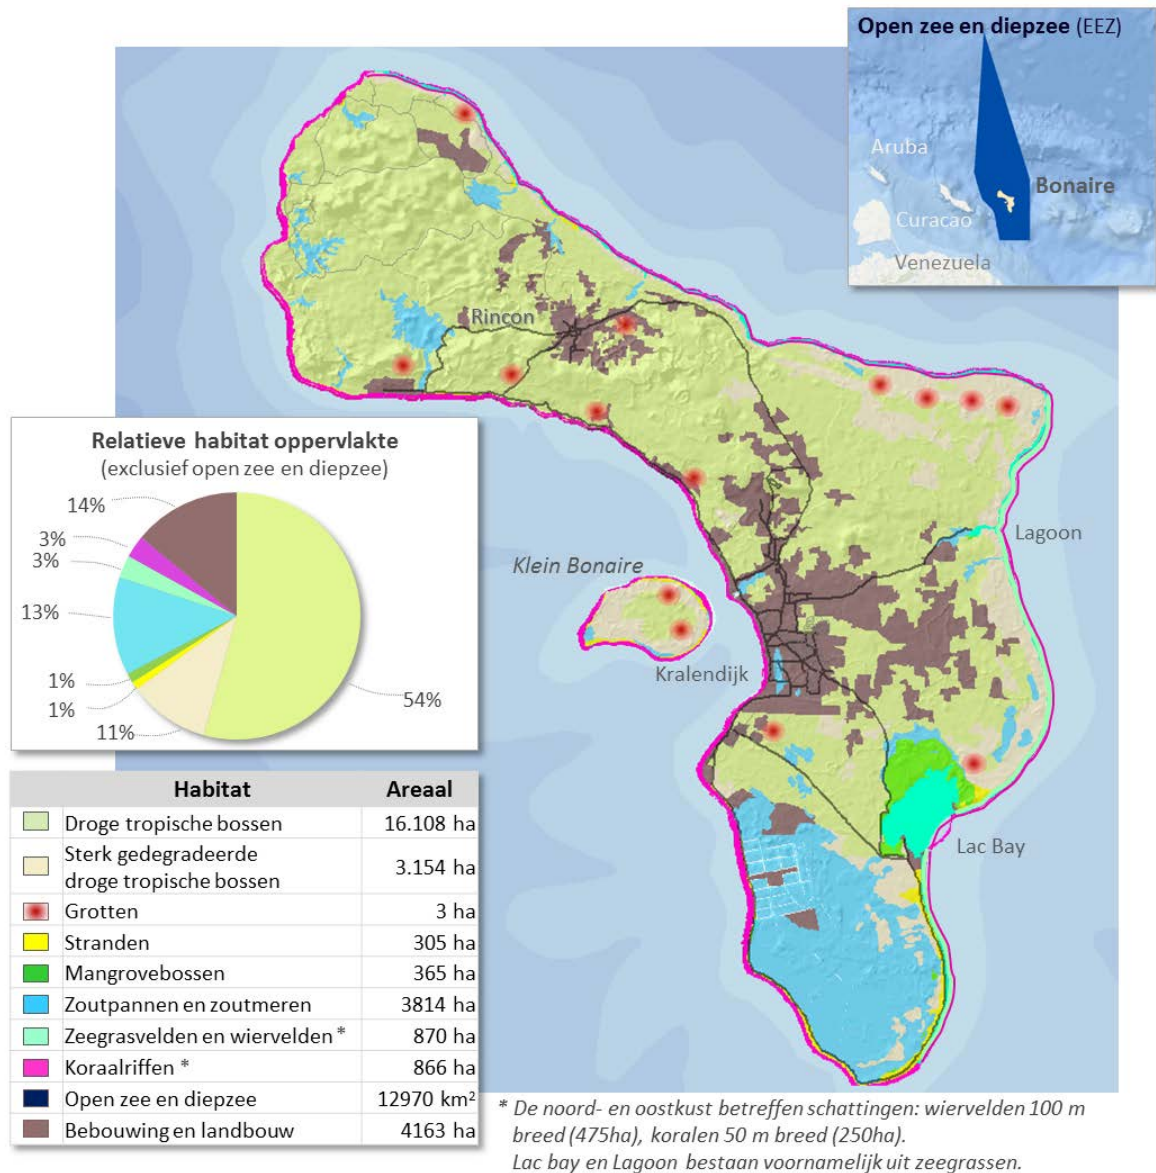 Open zee en diepzee (EEZ)
Aruba
Bonaire
Curacao
Venezuela
Rincon
Lagoon
Klein Bonaire
Kralendijk
Lac Bay
Relatieve habitat oppervlakte
(exclusief open zee en diepzee)
14%
3%
3%
13%
1%
1%
11%
54%
Habitat Areaal
Droge tropische bossen 16.108 ha
Sterk gedegradeerde
droge tropische bossen 3.154 ha
Grotten 3 ha
Stranden 305 ha
Mangrovebossen 365 ha
Zoutpannen en zoutmeren 3814 ha
Zeegrasvelden en wiervelden * 870 ha
Koraalriffen * 866 ha
Open zee en diepzee 12970 km²
Bebouwing en landbouw 4163 ha
* De noord- en oostkust betreffen schattingen: wiervelden 100 m
breed (475ha), koralen 50 m breed (250ha).
Lac bay en Lagoon bestaan voornamelijk uit zeegrassen.